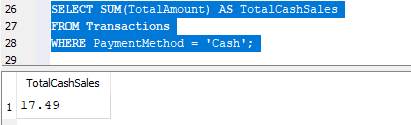 26 SELECT SUM(TotalAmount) AS TotalCashSales
27 FROM Transactions
28 WHERE PaymentMethod = 'Cash';
29
TotalCashSales
1 17.49